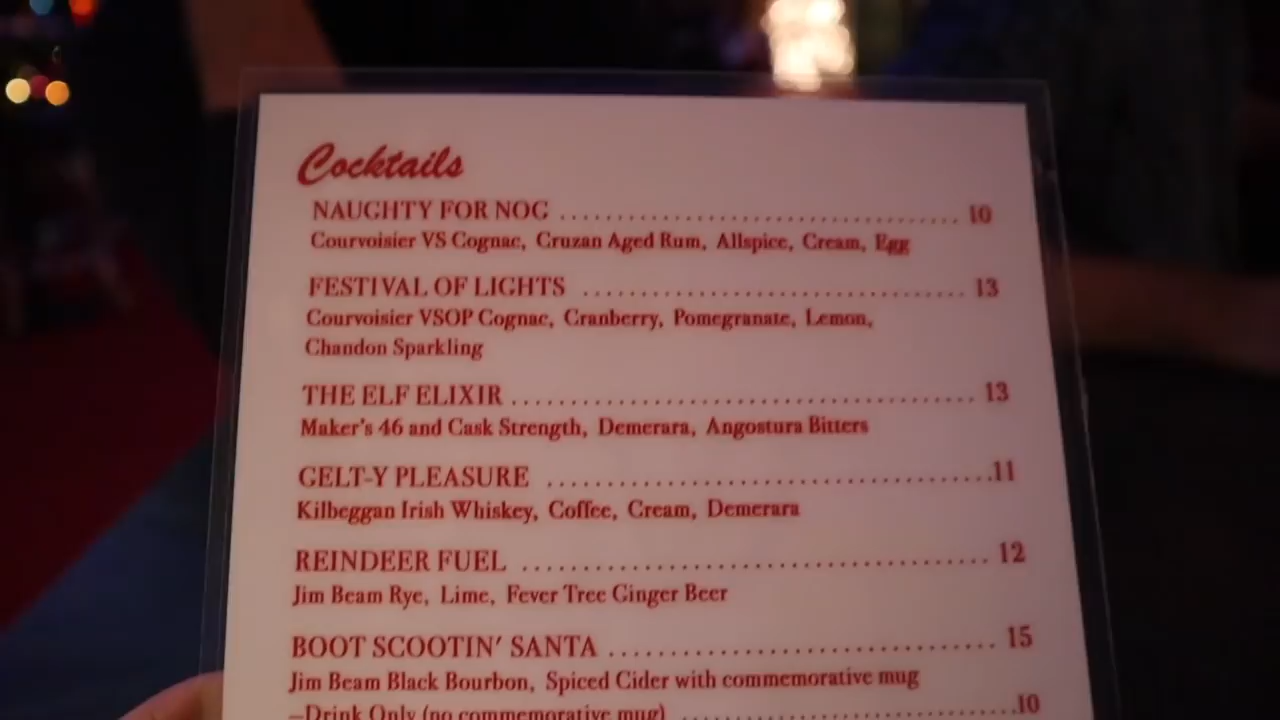 Cocktails
NAUGHTY FOR NOG ................................... 10
Courvoisier VS Cognac, Cruzan Aged Rum, Allspice, Cream, Egg
FESTIVAL OF LIGHTS .................................. 13
Courvoisier VSOP Cognac, Cranberry, Pomegranate, Lemon,
Chandon Sparkling
THE ELF ELIXIR ......................................... 13
Maker's 46 and Cask Strength, Demerara, Angostura Bitters
GELT-Y PLEASURE ....................................... 11
Kilbeggan Irish Whiskey, Coffee, Cream, Demerara
REINDEER FUEL ......................................... 12
Jim Beam Rye, Lime, Fever Tree Ginger Beer
BOOT SCOOTIN' SANTA .................................. 15
Jim Beam Black Bourbon, Spiced Cider with commemorative mug
—Drink Only (no commemorative mug) ............................. 10